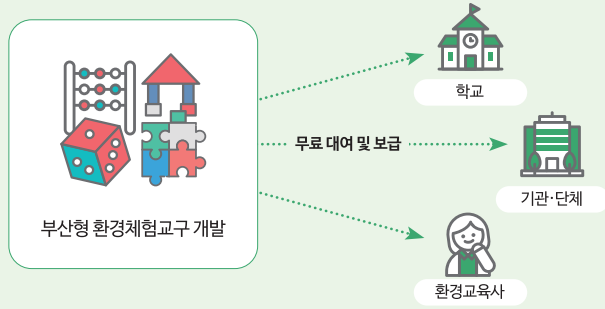 부산형 환경체험교구 개발
무료 대여 및 보급
학교
기관·단체
환경교육사